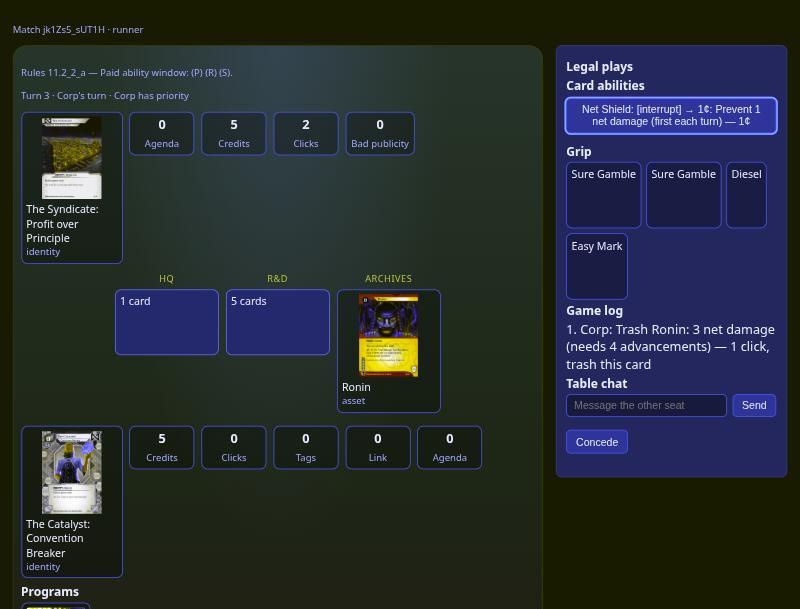 Match jk1Zs5_sUT1H · runner
Rules 11.2_2_a — Paid ability window: (P) (R) (S).
Turn 3 · Corp's turn · Corp has priority
The Syndicate:
Profit over
Principle
identity
0
Agenda
5
Credits
2
Clicks
0
Bad publicity
HQ
1 card
R&D
5 cards
ARCHIVES
Ronin
asset
The Catalyst:
Convention
Breaker
identity
5
Credits
0
Clicks
0
Tags
0
Link
0
Agenda
Programs
Legal plays
Card abilities
Net Shield: [interrupt] → 1¢: Prevent 1
net damage (first each turn) — 1¢
Grip
Sure Gamble
Sure Gamble
Diesel
Easy Mark
Game log
1. Corp: Trash Ronin: 3 net damage
(needs 4 advancements) — 1 click,
trash this card
Table chat
Message the other seat
Send
Concede